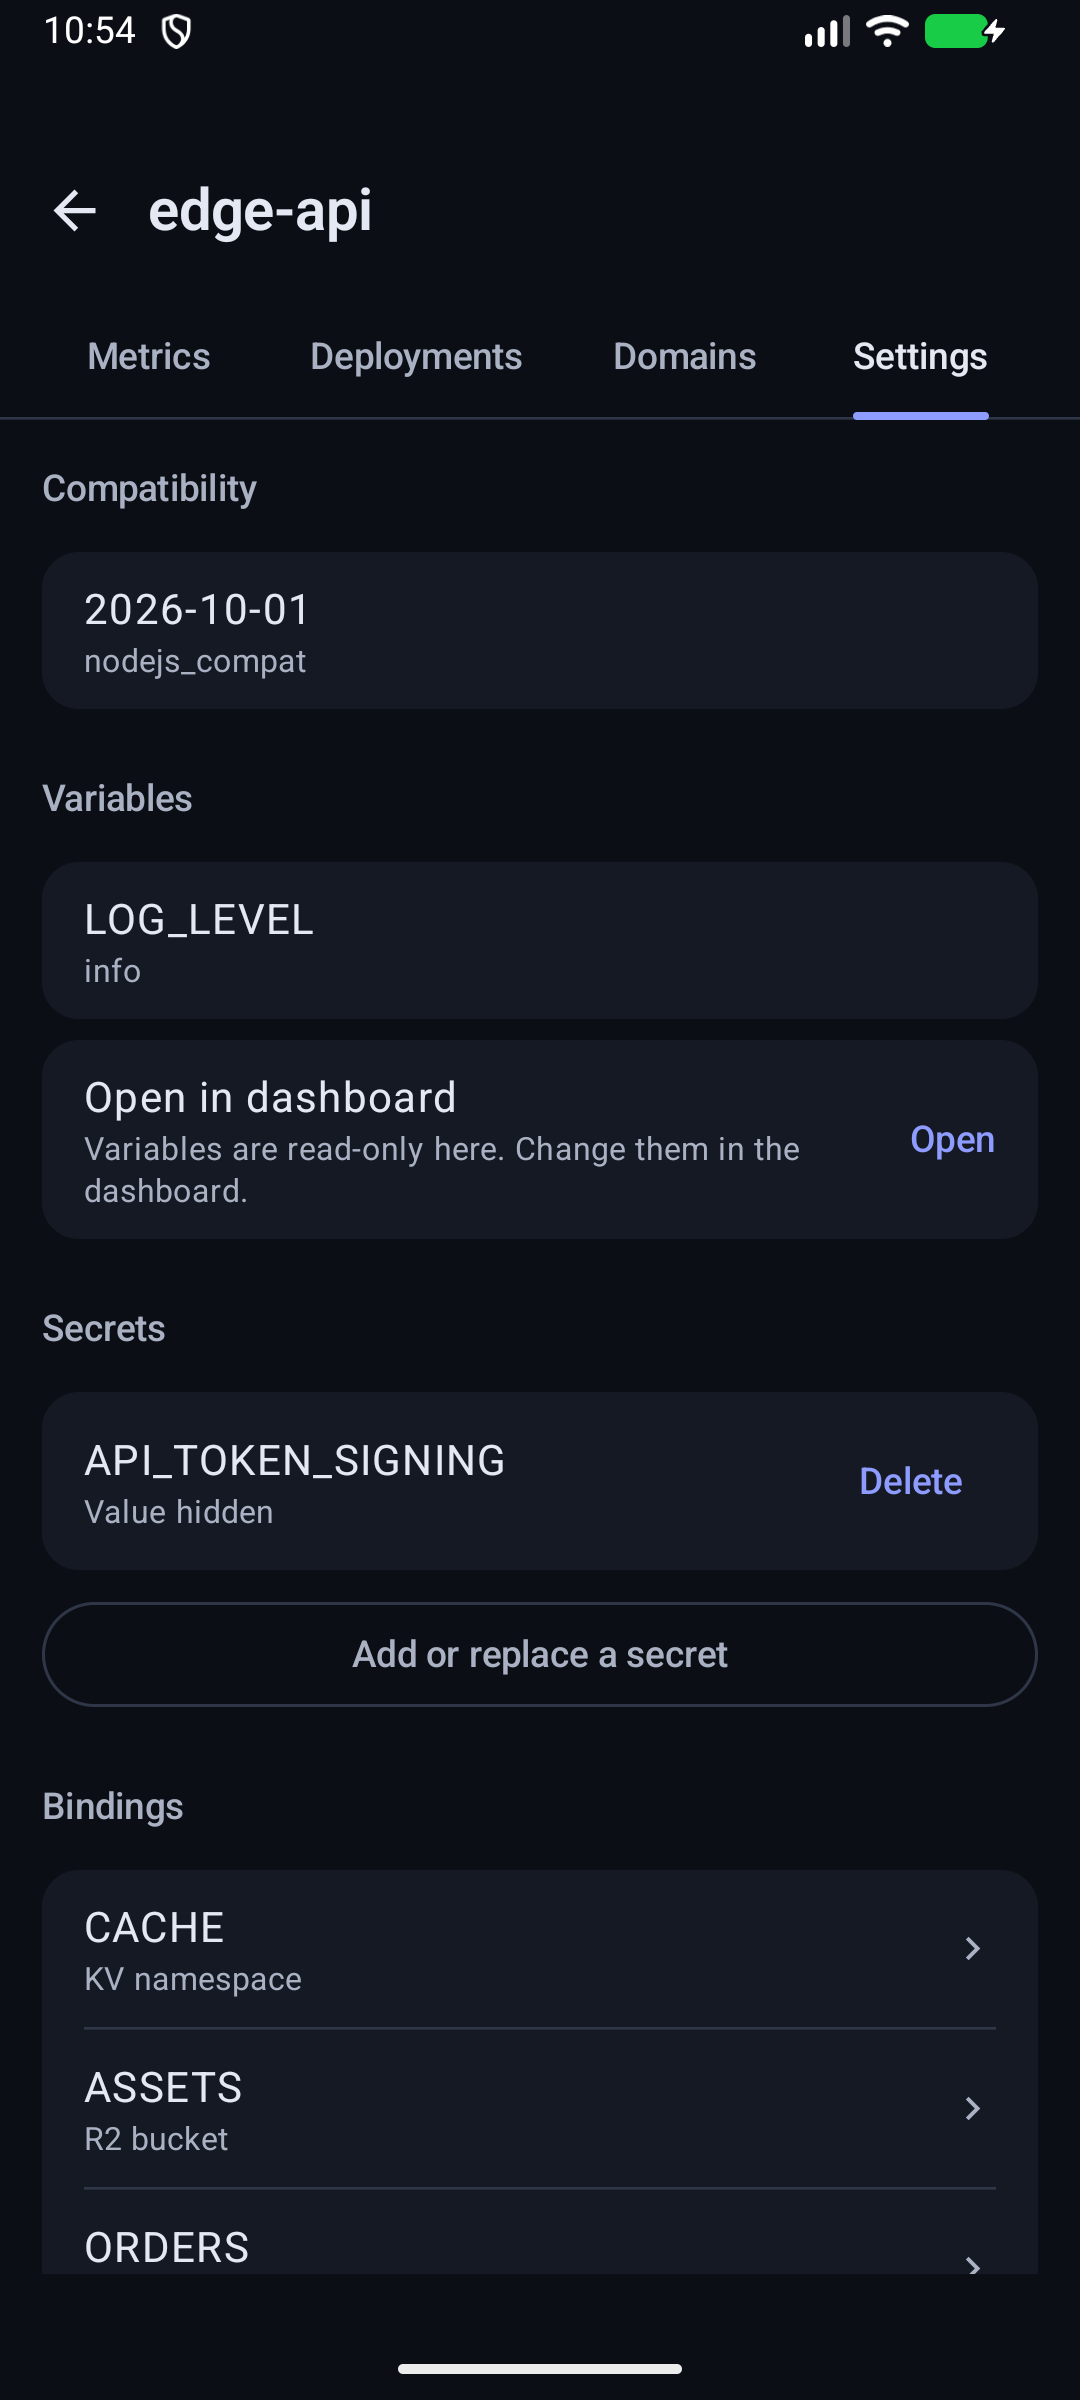 10:54
edge-api
Metrics Deployments Domains Settings
Compatibility
2026-10-01
nodejs_compat
Variables
LOG_LEVEL
info
Open in dashboard
Variables are read-only here. Change them in the
dashboard.
Open
Secrets
API_TOKEN_SIGNING
Value hidden
Delete
Add or replace a secret
Bindings
CACHE
KV namespace
ASSETS
R2 bucket
ORDERS